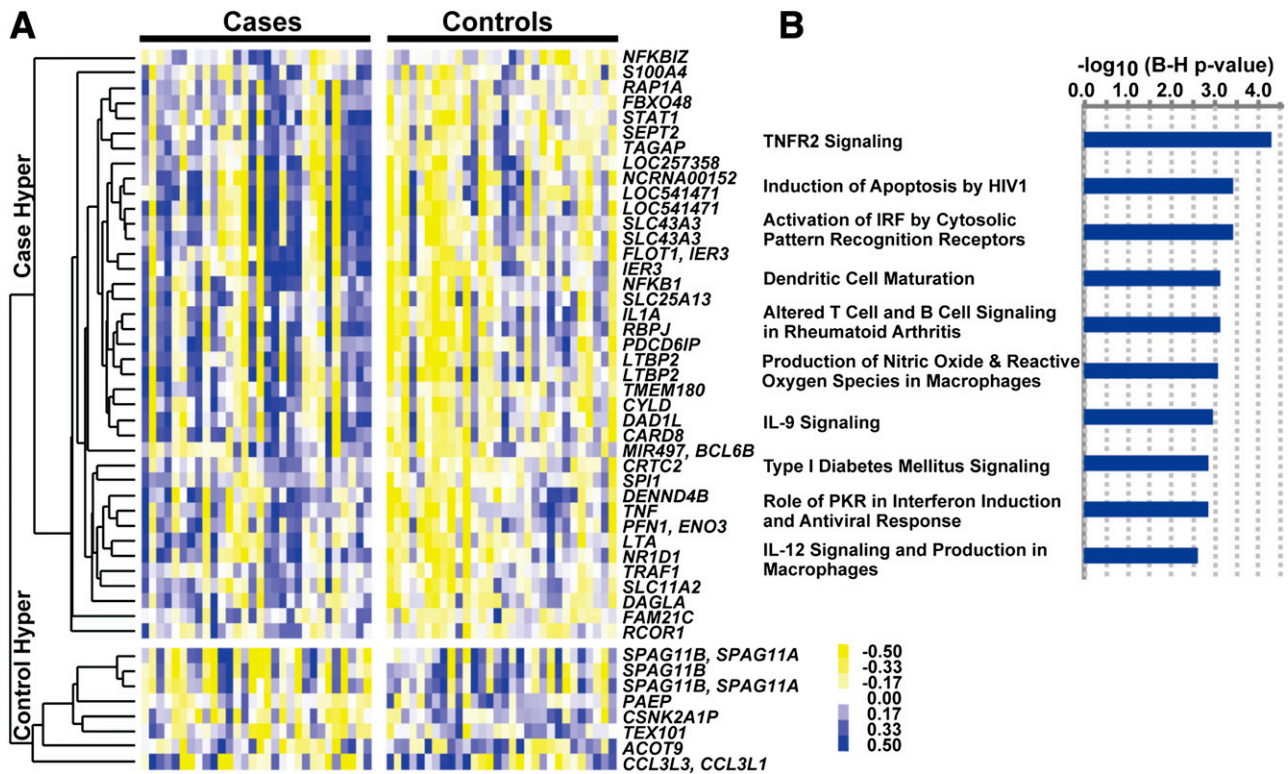 A
Cases
Controls
Case Hyper
Control Hyper
NFKBIZ
S100A4
RAP1A
FBXO48
STAT1
SEPT2
TAGAP
LOC257358
NCRNA00152
LOC541471
LOC541471
SLC43A3
SLC43A3
FLOT1, IER3
IER3
NFKB1
SLC25A13
IL1A
RBPJ
PDCD6IP
LTBP2
LTBP2
TMEM180
CYLD
DAD1L
CARD8
MIR497, BCL6B
CRTC2
SPI1
DENND4B
TNF
PFN1, ENO3
LTA
NR1D1
TRAF1
SLC11A2
DAGLA
FAM21C
RCOR1
SPAG11B, SPAG11A
SPAG11B
SPAG11B, SPAG11A
PAEP
CSNK2A1P
TEX101
ACOT9
CCL3L3, CCL3L1
-0.50
-0.33
-0.17
0.00
0.17
0.33
0.50
B
-log10 (B-H p-value)
0.0 1.0 2.0 3.0 4.0
TNFR2 Signaling
Induction of Apoptosis by HIV1
Activation of IRF by Cytosolic
Pattern Recognition Receptors
Dendritic Cell Maturation
Altered T Cell and B Cell Signaling
in Rheumatoid Arthritis
Production of Nitric Oxide & Reactive
Oxygen Species in Macrophages
IL-9 Signaling
Type I Diabetes Mellitus Signaling
Role of PKR in Interferon Induction
and Antiviral Response
IL-12 Signaling and Production in
Macrophages